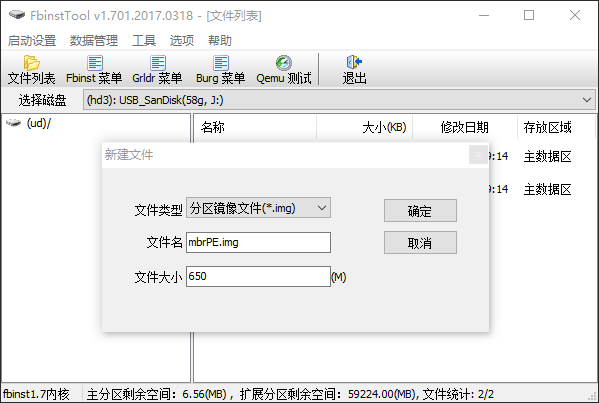 FbinstTool v1.701.2017.0318 - [文件列表]
启动设置 数据管理 工具 选项 帮助
文件列表 Fbinst 菜单 Grldr 菜单 Burg 菜单 Qemu 测试 退出
选择磁盘 (hd3): USB_SanDisk(58g, J:)
(ud)/
名称 大小(KB) 修改日期 存放区域
9:14 主数据区
9:14 主数据区
新建文件
文件类型 分区镜像文件(*.img) 确定
文件名 mbrPE.img 取消
文件大小 650 (M)
fbinst1.7内核 主分区剩余空间：6.56(MB) , 扩展分区剩余空间：59224.00(MB), 文件统计: 2/2